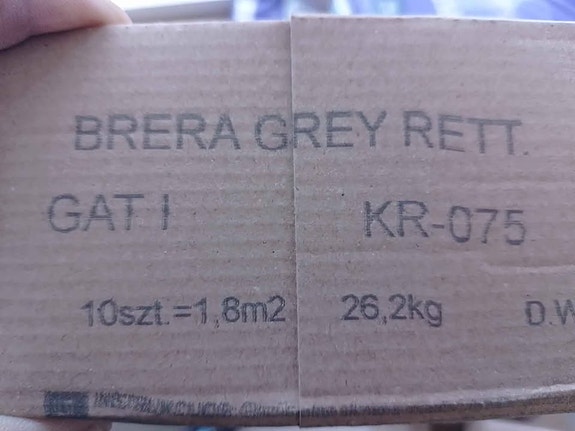 BRERA GREY RETT.
GAT I KR-075
10szt.=1,8m2 26,2kg D.W